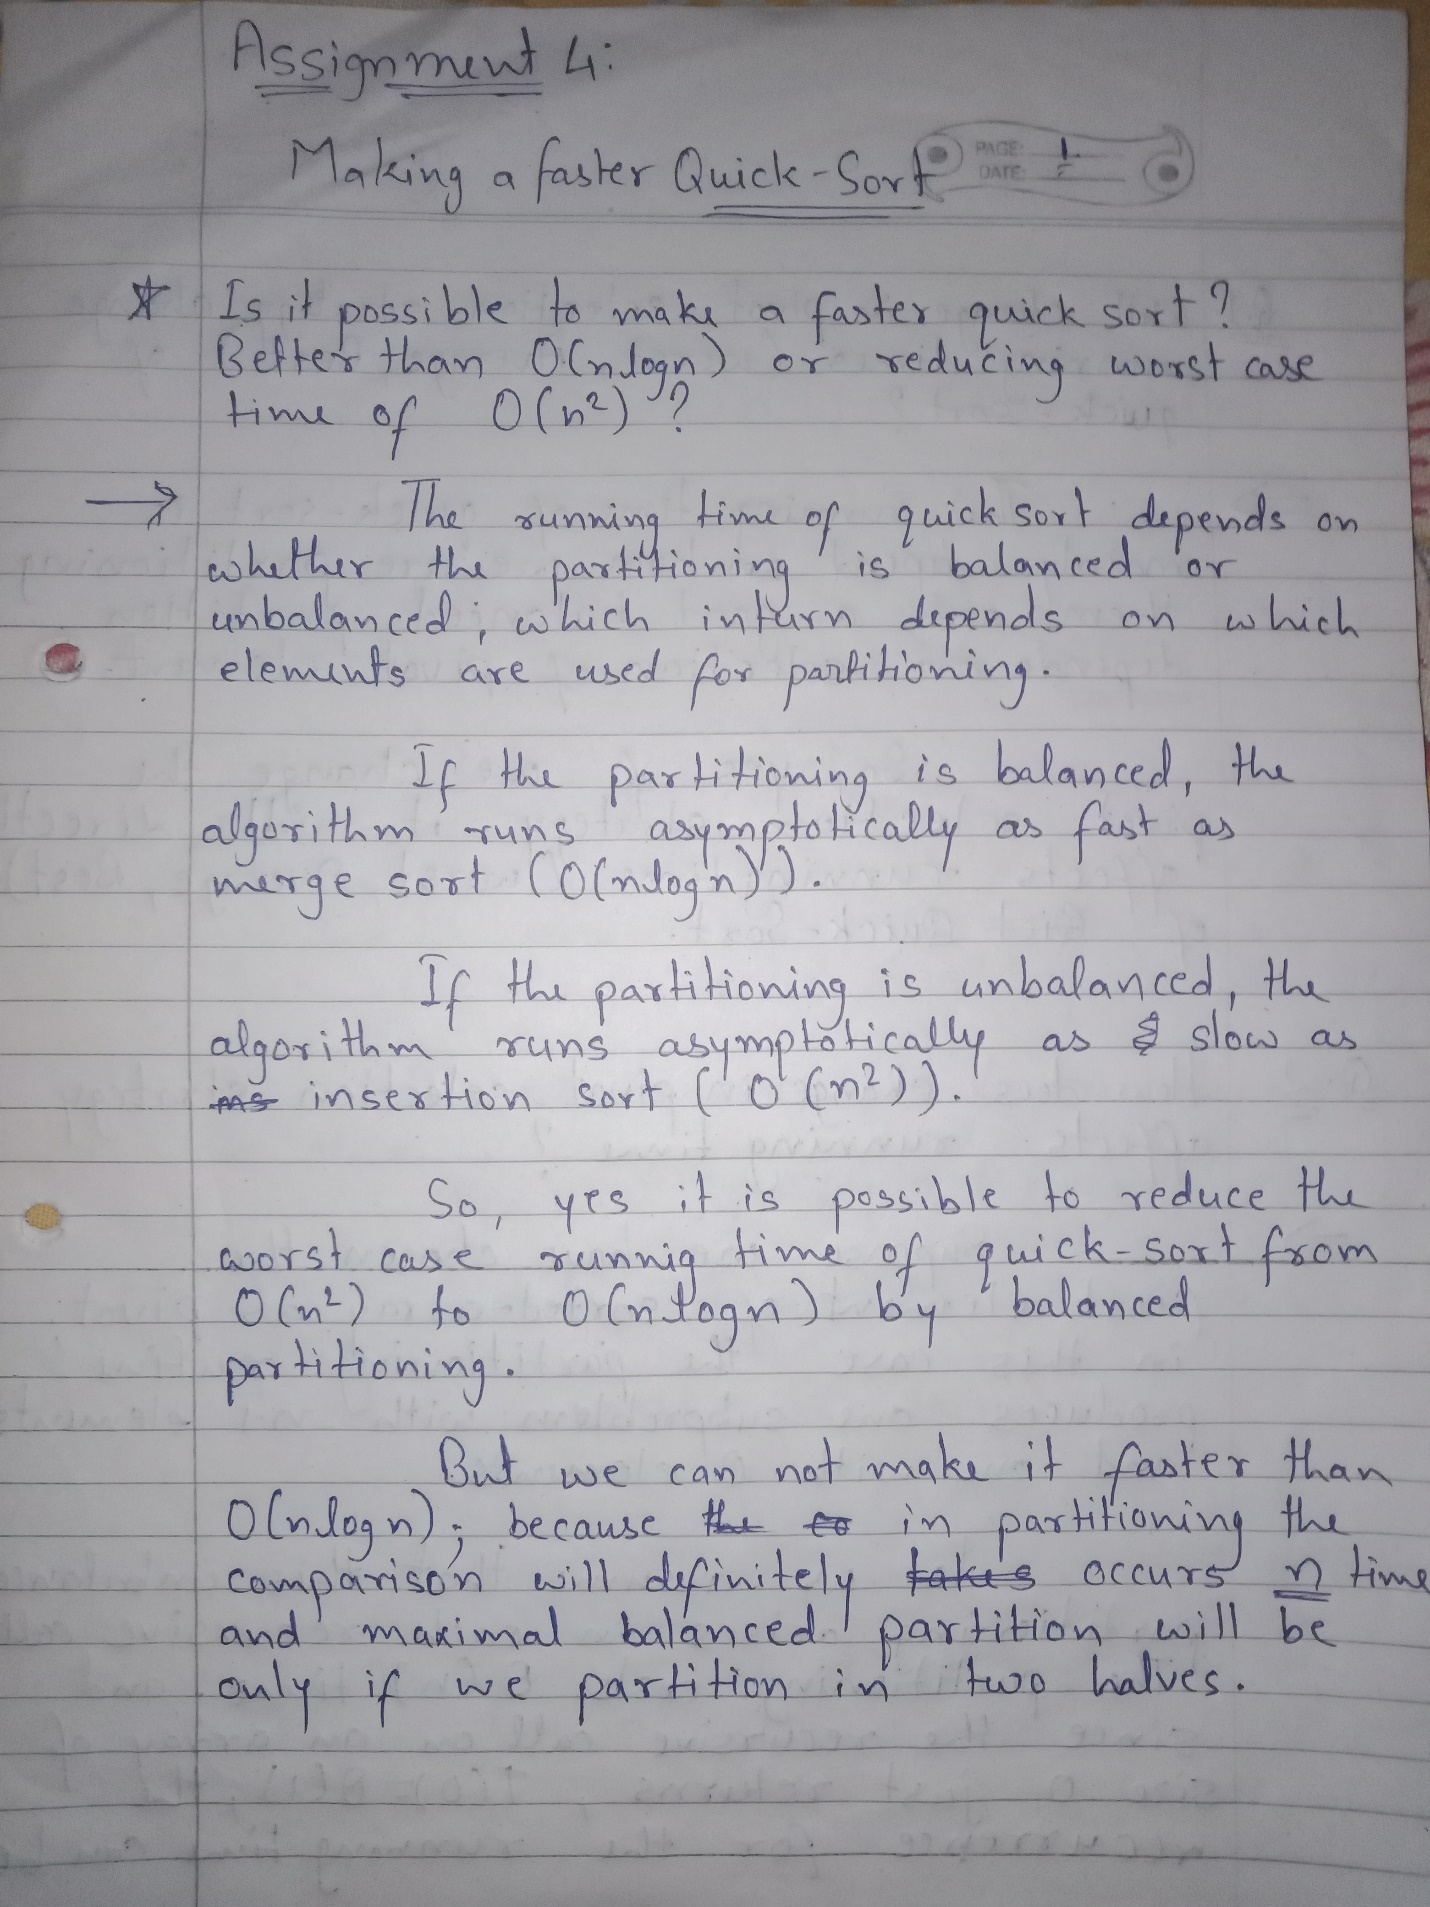 Assignment 4:
Making a faster Quick-Sort
PAGE: 1.
DATE:
Is it possible to make a faster quick sort?
Better than O(nlogn) or reducing worst case
time of O(n²)?
→ The running time of quick sort depends on
whether the partitioning is balanced or
unbalanced; which inturn depends on which
elements are used for partitioning.
If the partitioning is balanced, the
algorithm runs asymptotically as fast as
merge sort (O(nlogn)).
If the partitioning is unbalanced, the
algorithm runs asymptotically as slow as
ins insertion sort (O(n²)).
So, yes it is possible to reduce the
worst case runnig time of quick-sort from
O(n²) to O(nlogn) by balanced
partitioning.
But we can not make it faster than
O(nlogn); because the co in partitioning the
comparison will definitely takes occurs n time
and maximal balanced partition will be
only if we partition in two halves.